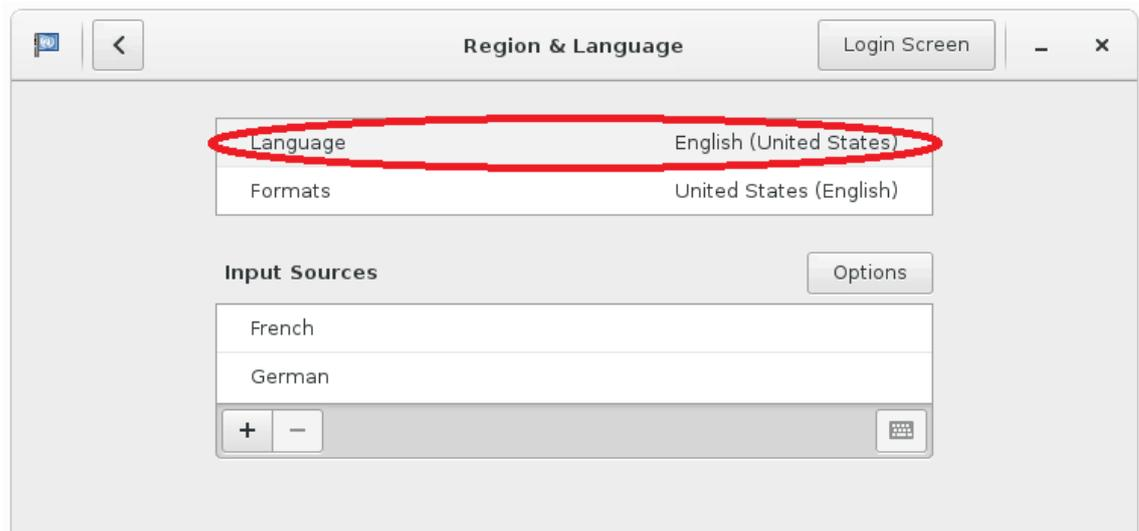 Region & Language
Login Screen
Language English (United States)
Formats United States (English)
Input Sources
Options
French
German